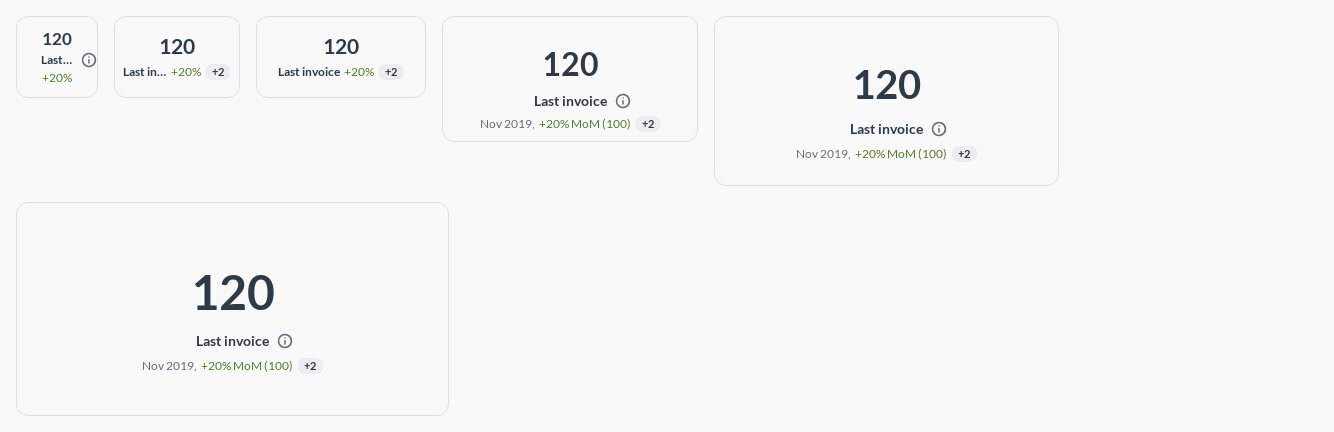 120
Last...
+20%
120
Last in... +20% +2
120
Last invoice +20% +2
120
Last invoice
Nov 2019, +20% MoM (100) +2
120
Last invoice
Nov 2019, +20% MoM (100) +2
120
Last invoice
Nov 2019, +20% MoM (100) +2